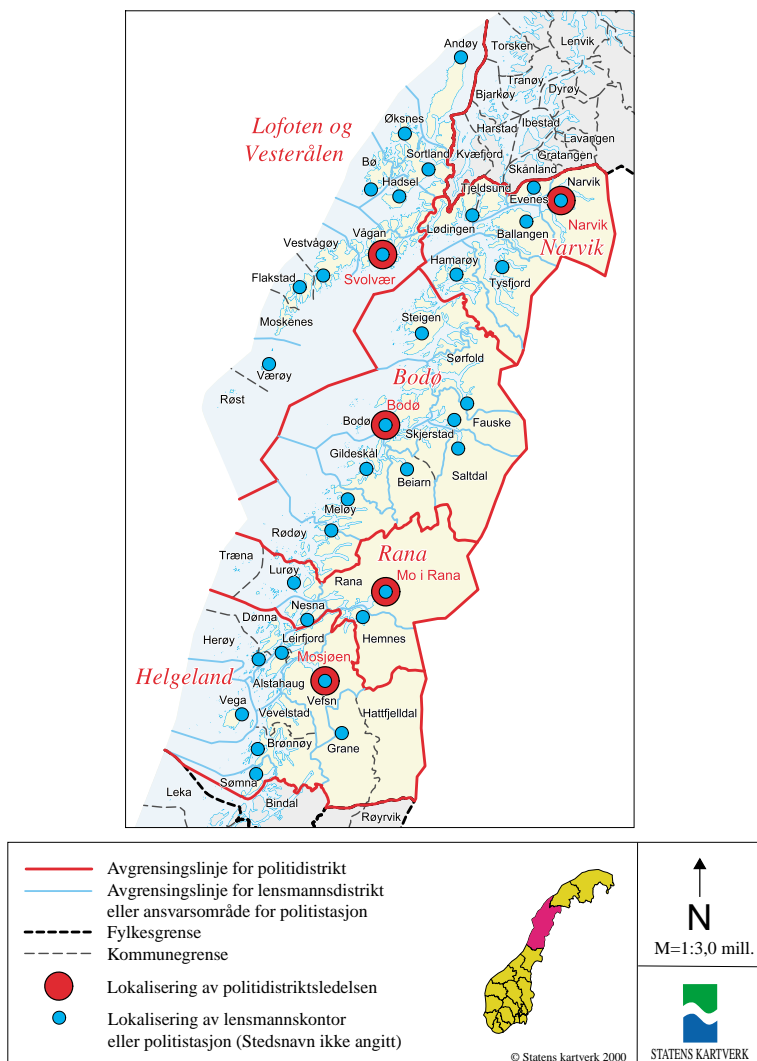 Andøy
Torsken
Lenvik
Tranøy
Dyrøy
Bjarkøy
Øksnes
Ibestad
Harstad
Lavangen
Lofoten og
Vesterålen
Bø
Sortland
Kvæfjord
Gratangen
Skånland
Hadsel
Tjeldsund
Narvik
Evenes
Vågan
Lødingen
Ballangen
Narvik
Narvik
Vestvågøy
Hamarøy
Svolvær
Flakstad
Tysfjord
Moskenes
Steigen
Sørfold
Værøy
Røst
Bodø
Bodø
Bodø
Fauske
Skjerstad
Gildeskål
Beiarn
Saltdal
Meløy
Rødøy
Træna
Rana
Lurøy
Rana
Mo i Rana
Nesna
Dønna
Hemnes
Herøy
Leirfjord
Mosjøen
Helgeland
Alstahaug
Vefsn
Vega
Vevelstad
Hattfjelldal
Brønnøy
Grane
Sømna
Leka
Bindal
Røyrvik
Avgrensingslinje for politidistrikt
Avgrensingslinje for lensmannsdistrikt
eller ansvarsområde for politistasjon
Fylkesgrense
Kommunegrense
Lokalisering av politidistriktsledelsen
Lokalisering av lensmannskontor
eller politistasjon (Stedsnavn ikke angitt)
© Statens kartverk 2000
N
M=1:3,0 mill.
STATENS KARTVERK